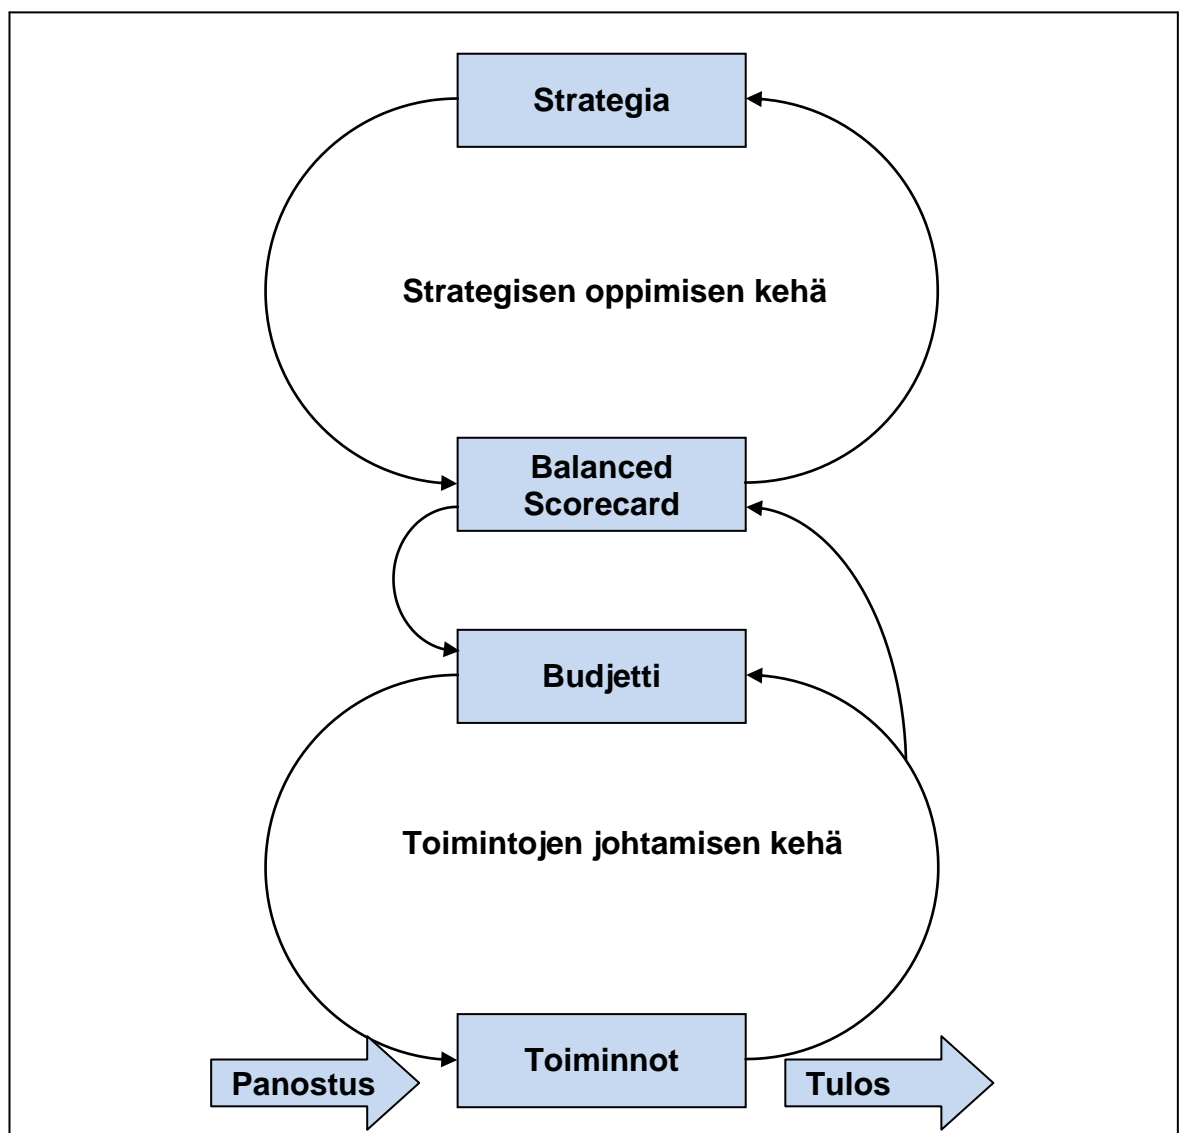 Strategia
Strategisen oppimisen kehä
Balanced
Scorecard
Budjetti
Toimintojen johtamisen kehä
Toiminnot
Panostus
Tulos